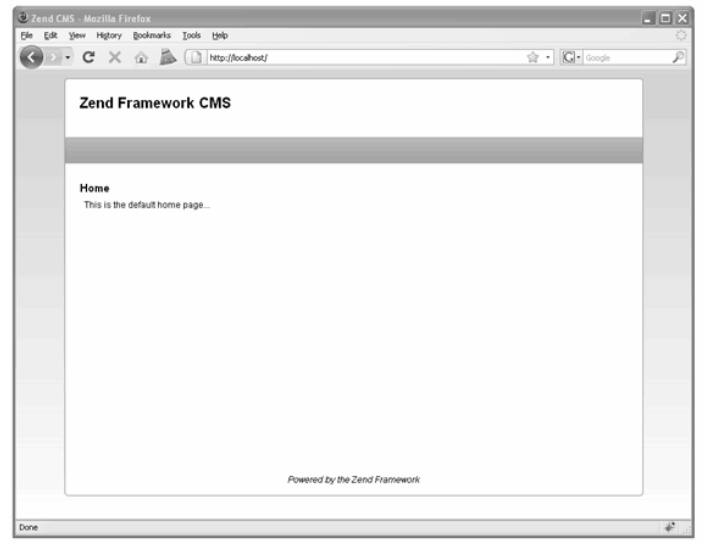 Zend CMS - Mozilla Firefox
File Edit View History Bookmarks Tools Help
http://localhost/
Google
Zend Framework CMS
Home
This is the default home page...
Powered by the Zend Framework
Done